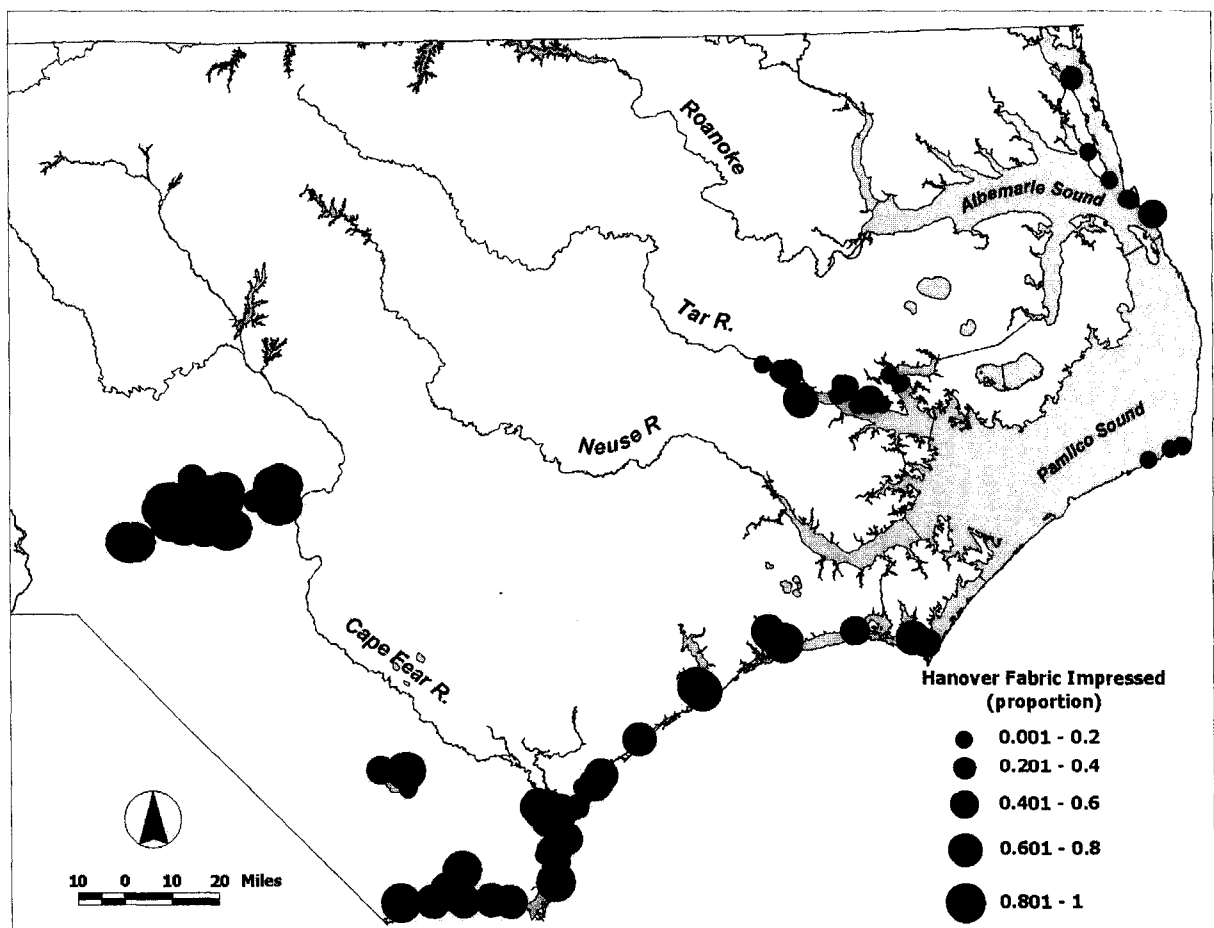 Roanoke
Albemarle Sound
Tar R.
Neuse R
Pamlico Sound
Cape Fear R.
Hanover Fabric Impressed
(proportion)
0.001 - 0.2
0.201 - 0.4
0.401 - 0.6
0.601 - 0.8
0.801 - 1
10 0 10 20 Miles